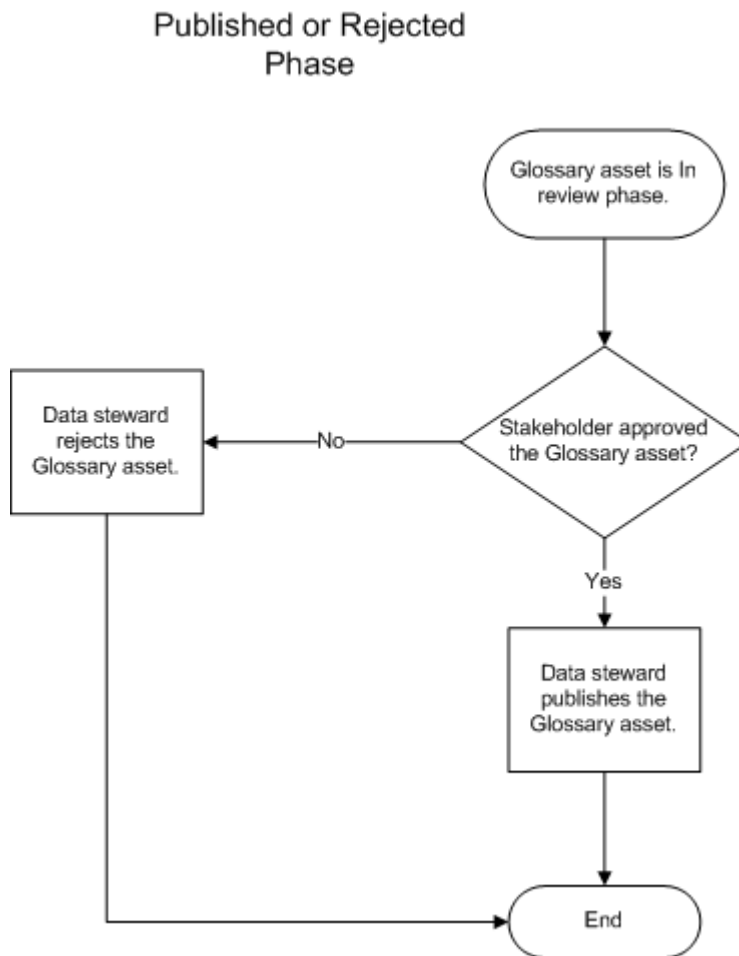 Published or Rejected
Phase
Glossary asset is In
review phase.
Stakeholder approved
the Glossary asset?
No
Data steward
rejects the
Glossary asset.
Yes
Data steward
publishes the
Glossary asset.
End